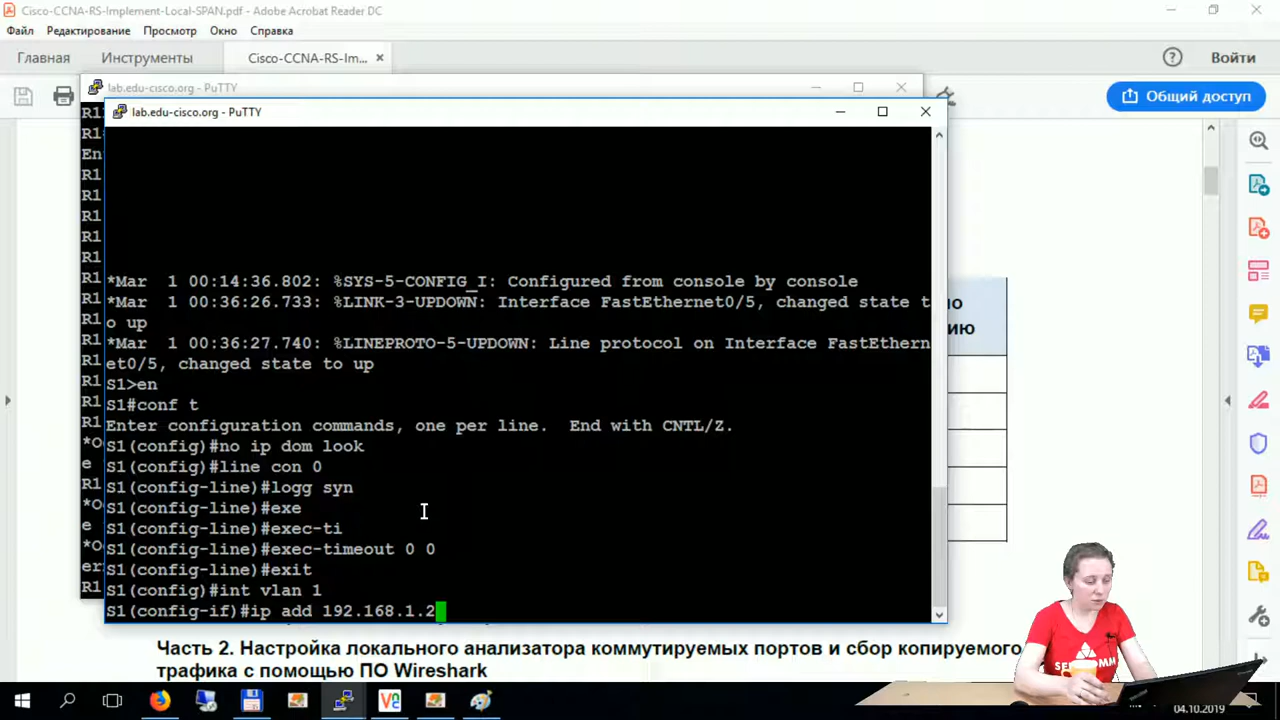 Cisco-CCNA-RS-Implement-Local-SPAN.pdf - Adobe Acrobat Reader DC
Файл Редактирование Просмотр Окно Справка
Главная Инструменты Cisco-CCNA-RS-Im... × Войти
Общий доступ
lab.edu-cisco.org - PuTTY
lab.edu-cisco.org - PuTTY
*Mar 1 00:14:36.802: %SYS-5-CONFIG_I: Configured from console by console
*Mar 1 00:36:26.733: %LINK-3-UPDOWN: Interface FastEthernet0/5, changed state t
o up
*Mar 1 00:36:27.740: %LINEPROTO-5-UPDOWN: Line protocol on Interface FastEthern
et0/5, changed state to up
S1>en
S1#conf t
Enter configuration commands, one per line. End with CNTL/Z.
S1(config)#no ip dom look
S1(config)#line con 0
S1(config-line)#logg syn
S1(config-line)#exe
S1(config-line)#exec-ti
S1(config-line)#exec-timeout 0 0
S1(config-line)#exit
S1(config)#int vlan 1
S1(config-if)#ip add 192.168.1.2
Часть 2. Настройка локального анализатора коммутируемых портов и сбор копируемого
трафика с помощью ПО Wireshark
04.10.2019